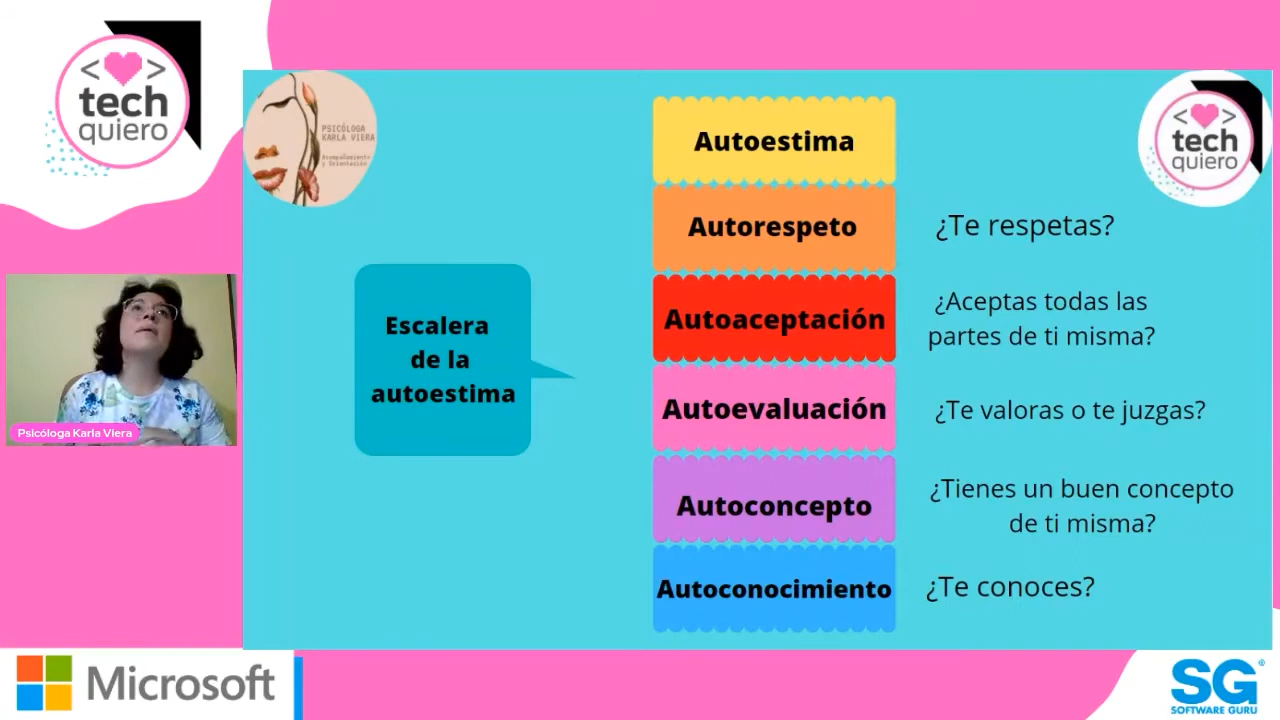 < >
tech
quiero
PSICÓLOGA
KARLA VIERA
Acompañamiento
y Orientación
Escalera
de la
autoestima
Autoestima
Autorespeto
¿Te respetas?
Autoaceptación
¿Aceptas todas las
partes de ti misma?
Autoevaluación
¿Te valoras o te juzgas?
Autoconcepto
¿Tienes un buen concepto
de ti misma?
Autoconocimiento
¿Te conoces?
< >
tech
quiero
Psicóloga Karla Viera
Microsoft
SG®
SOFTWARE GURU